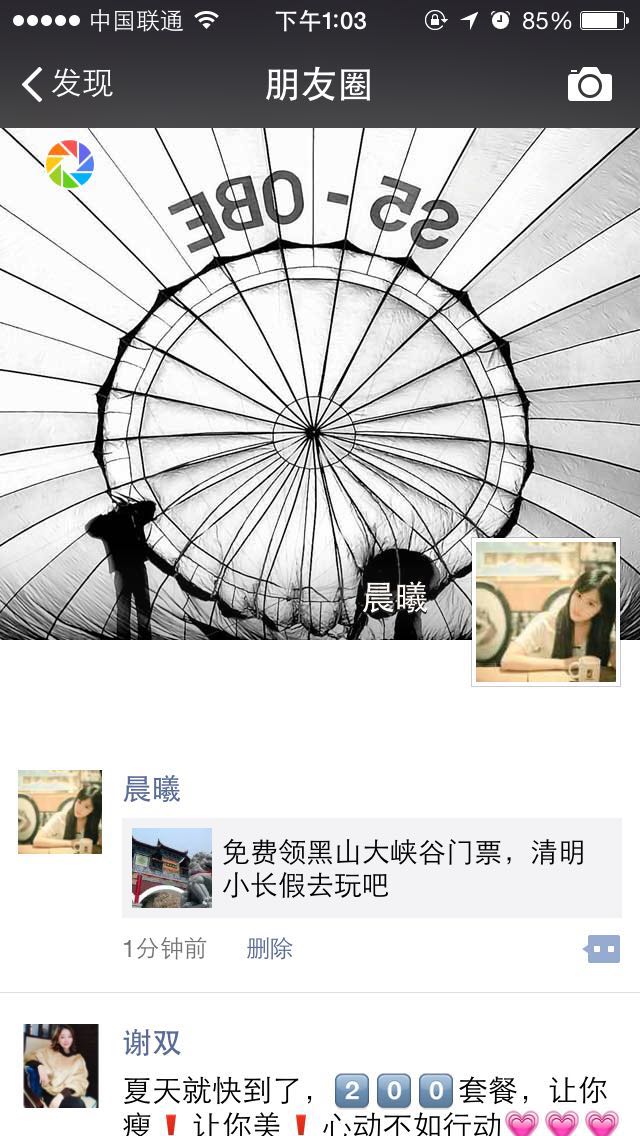 中国联通 下午1:03 85%
发现 朋友圈
S5 - OBE
晨曦
晨曦
免费领黑山大峡谷门票，清明
小长假去玩吧
1分钟前 删除
谢双
夏天就快到了，2️⃣0️⃣0️⃣套餐，让你
瘦❗让你美❗心动不如行动💗💗💗